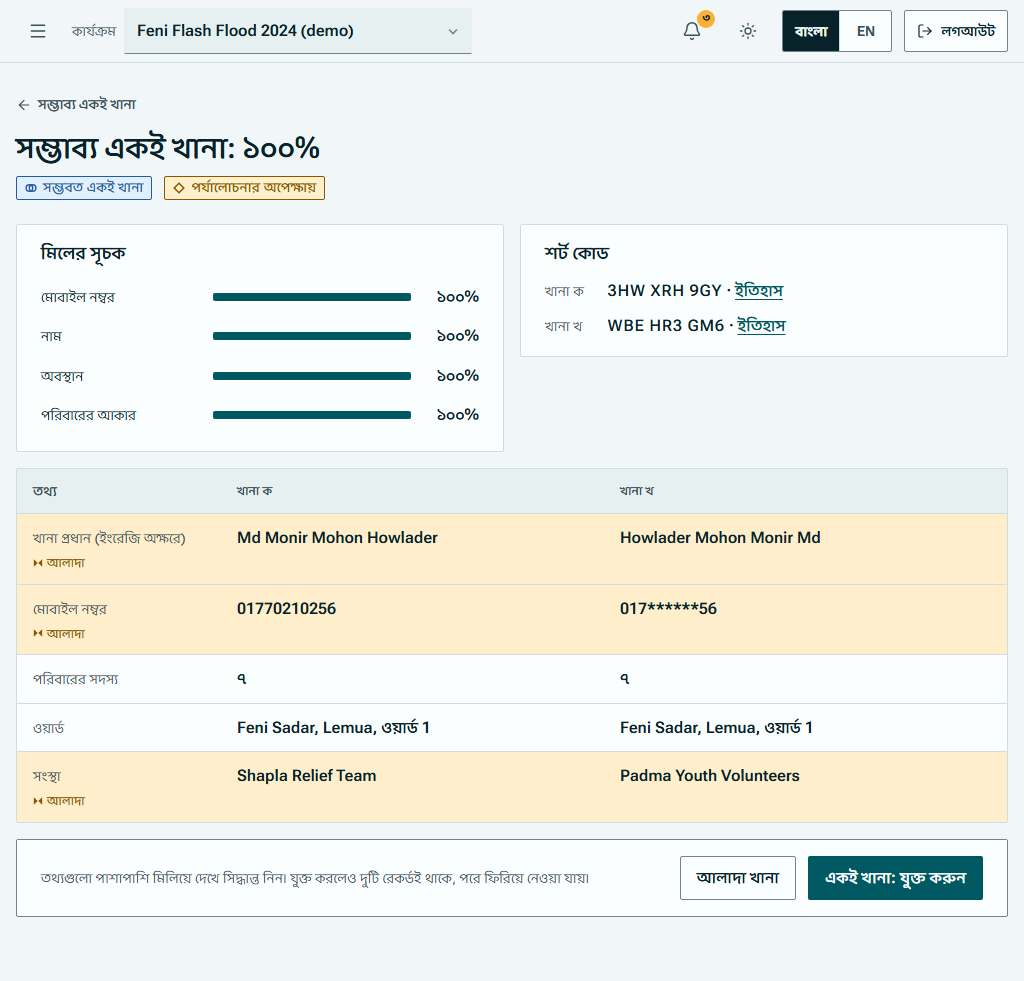 কার্যক্রম Feni Flash Flood 2024 (demo) ৩ বাংলা EN লগআউট
সম্ভাব্য একই খানা
সম্ভাব্য একই খানা: ১০০%
সম্ভবত একই খানা পর্যালোচনার অপেক্ষায়
মিলের সূচক
মোবাইল নম্বর ১০০%
নাম ১০০%
অবস্থান ১০০%
পরিবারের আকার ১০০%
শর্ট কোড
খানা ক 3HW XRH 9GY · ইতিহাস
খানা খ WBE HR3 GM6 · ইতিহাস
তথ্য খানা ক খানা খ
খানা প্রধান (ইংরেজি অক্ষরে) Md Monir Mohon Howlader Howlader Mohon Monir Md
আলাদা
মোবাইল নম্বর 01770210256 017******56
আলাদা
পরিবারের সদস্য ৭ ৭
ওয়ার্ড Feni Sadar, Lemua, ওয়ার্ড 1 Feni Sadar, Lemua, ওয়ার্ড 1
সংস্থা Shapla Relief Team Padma Youth Volunteers
আলাদা
তথ্যগুলো পাশাপাশি মিলিয়ে দেখে সিদ্ধান্ত নিন। যুক্ত করলেও দুটি রেকর্ডই থাকে, পরে ফিরিয়ে নেওয়া যায়। আলাদা খানা একই খানা: যুক্ত করুন